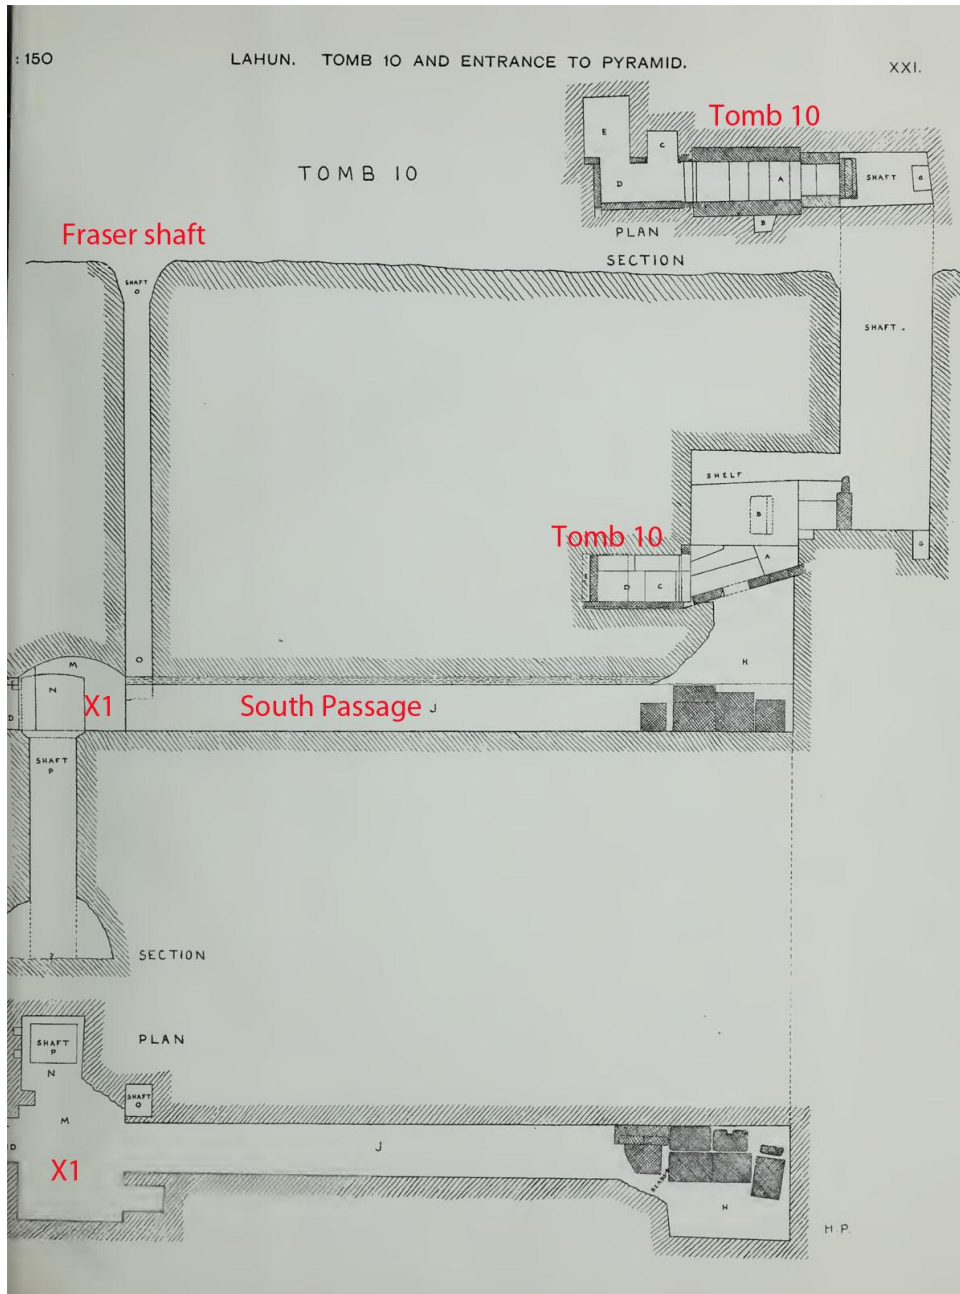 : 150
LAHUN. TOMB 10 AND ENTRANCE TO PYRAMID.
XXI.
Tomb 10
E
C
TOMB 10
D
A
SHAFT
G
B
PLAN
Fraser shaft
SECTION
SHAFT
O
SHAFT.
SHELF
B
Tomb 10
A
G
E
D
C
O
M
H
N
X1
South Passage
J
D
SHAFT
P
?
SECTION
PLAN
SHAFT
P
N
SHAFT
O
M
D
J
X1
H
H.P.